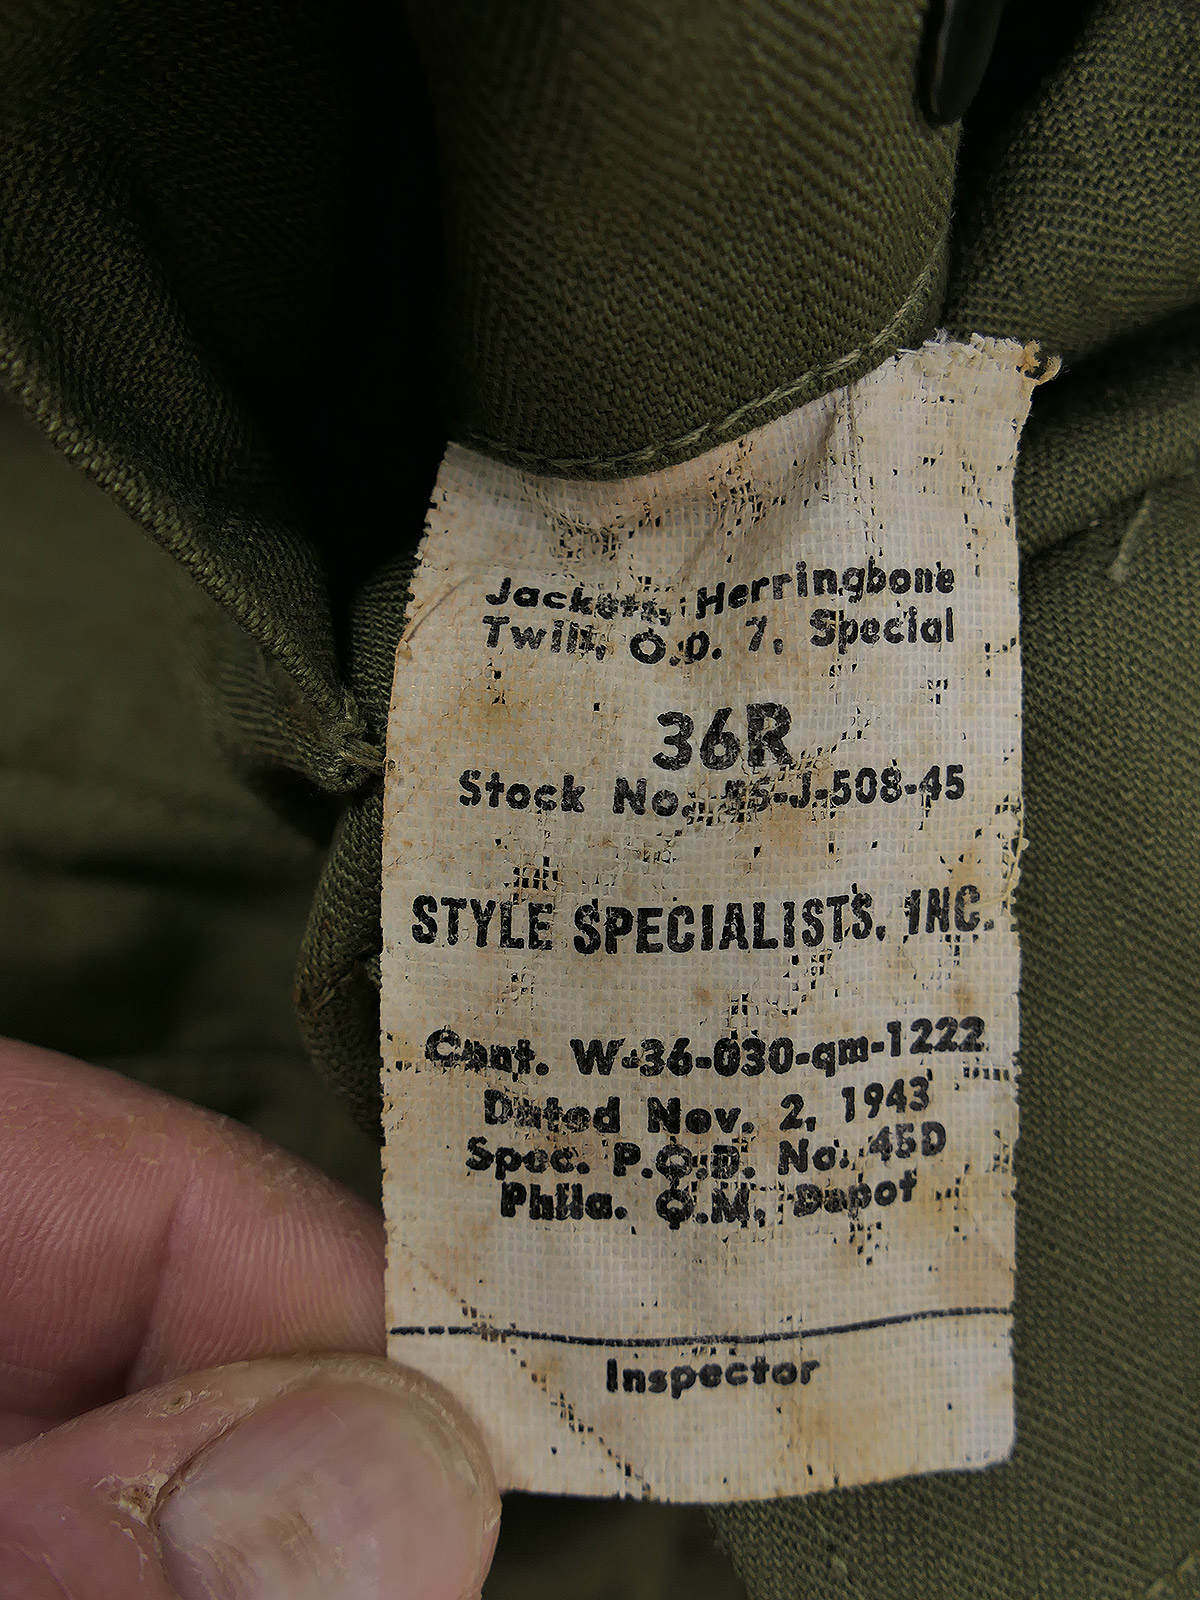 Jackets, Herringbone
Twill, O.D. 7, Special
36R
Stock No. 55-J-508-45
STYLE SPECIALISTS, INC.
Cont. W-36-030-qm-1222
Dated Nov. 2, 1943
Spec. P.Q.D. No. 45D
Phila. Q.M. Depot
Inspector